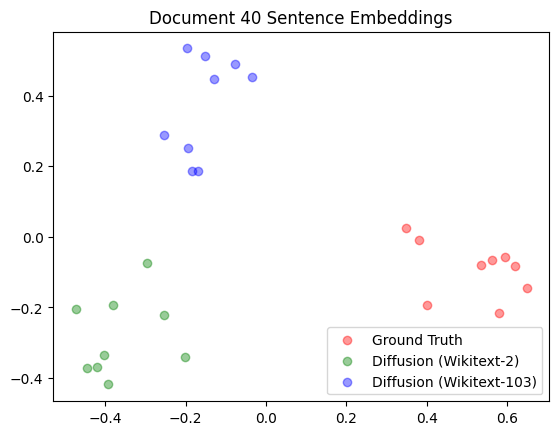 Document 40 Sentence Embeddings
0.4
0.2
0.0
−0.2
−0.4
−0.4
−0.2
0.0
0.2
0.4
0.6
Ground Truth
Diffusion (Wikitext-2)
Diffusion (Wikitext-103)